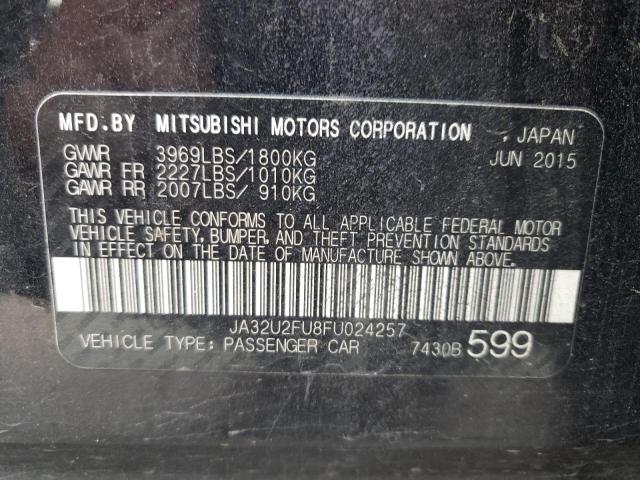 MFD.BY MITSUBISHI MOTORS CORPORATION , JAPAN
GVWR 3969LBS/1800KG JUN 2015
GAWR FR 2227LBS/1010KG
GAWR RR 2007LBS/ 910KG
THIS VEHICLE CONFORMS TO ALL APPLICABLE FEDERAL MOTOR
VEHICLE SAFETY, BUMPER, AND THEFT PREVENTION STANDARDS
IN EFFECT ON THE DATE OF MANUFACTURE SHOWN ABOVE.
JA32U2FU8FU024257
VEHICLE TYPE: PASSENGER CAR 7430B 599